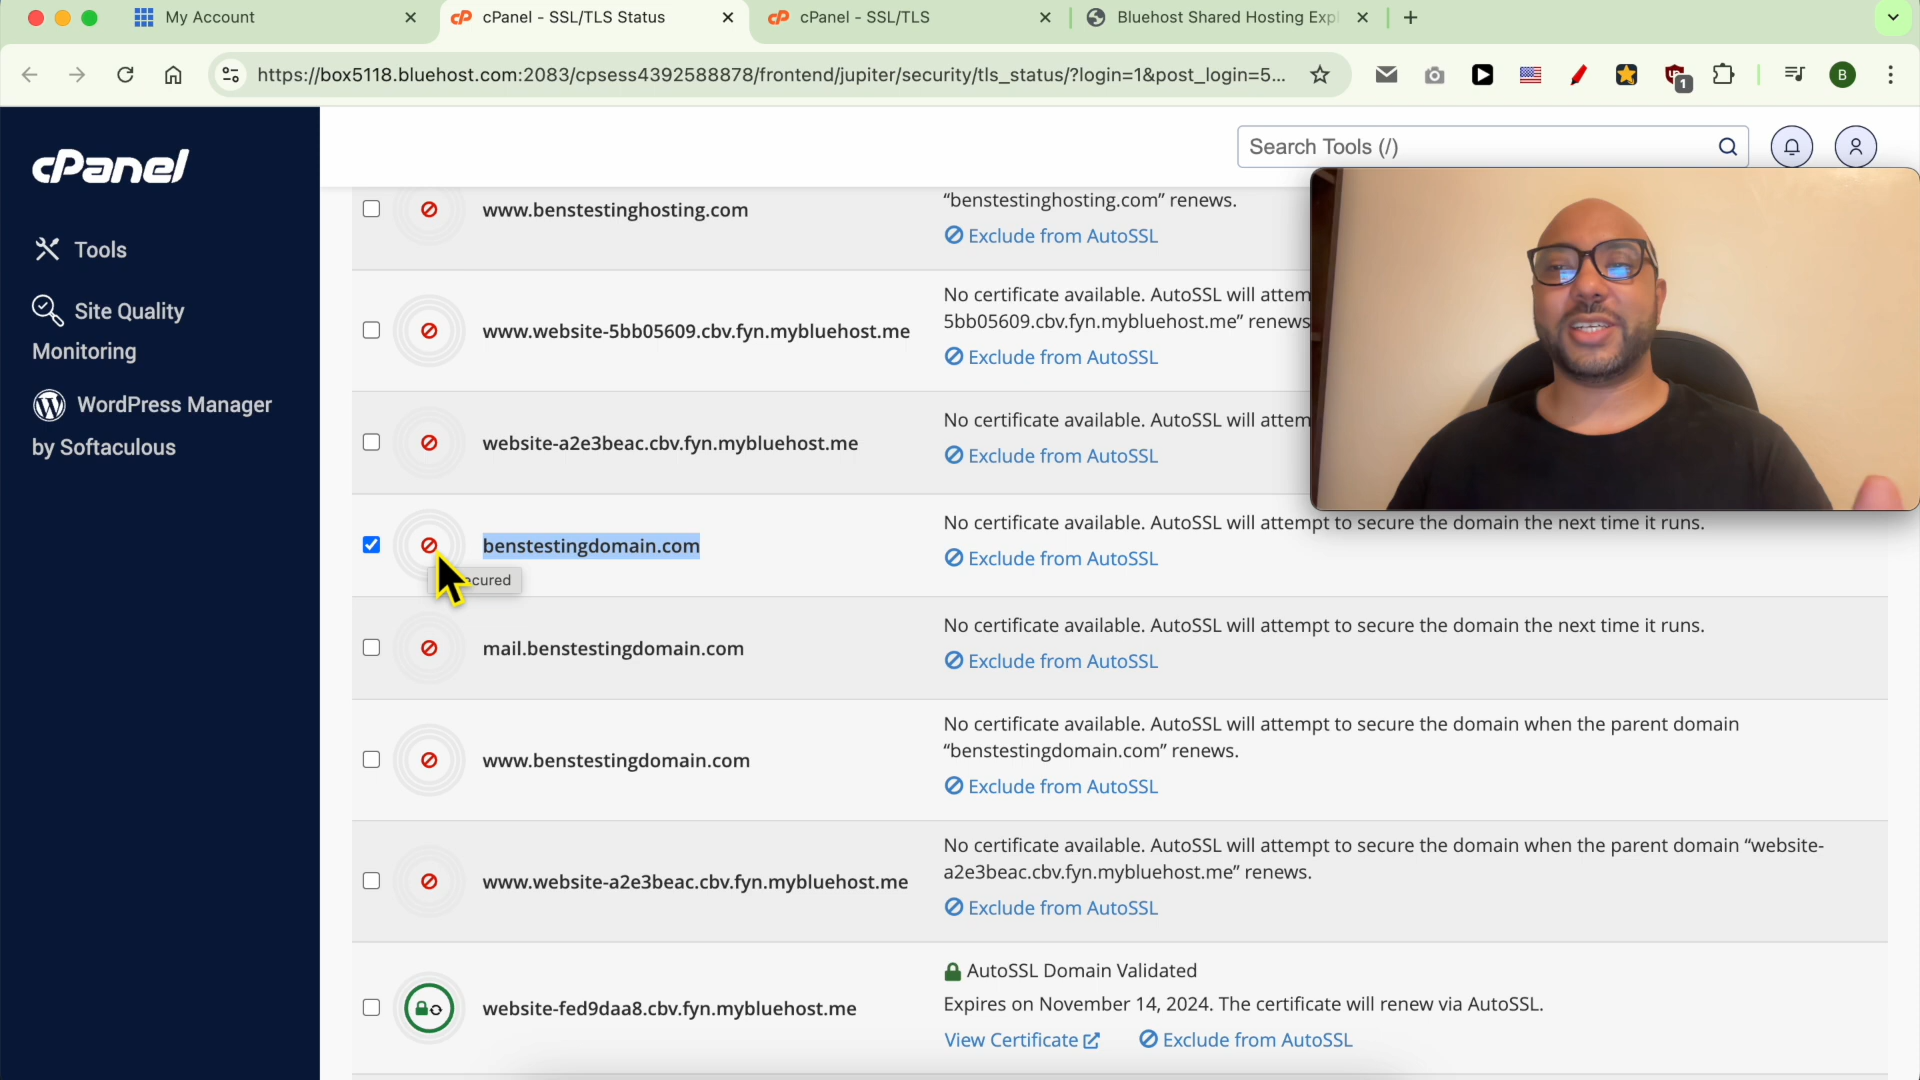 My Account
cPanel - SSL/TLS Status
cPanel - SSL/TLS
Bluehost Shared Hosting Exp
https://box5118.bluehost.com:2083/cpsess4392588878/frontend/jupiter/security/tls_status/?login=1&post_login=5...
1
B
cPanel
Search Tools (/)
Tools
Site Quality
Monitoring
WordPress Manager
by Softaculous
www.benstestinghosting.com
“benstestinghosting.com” renews.
Exclude from AutoSSL
www.website-5bb05609.cbv.fyn.mybluehost.me
No certificate available. AutoSSL will attem
5bb05609.cbv.fyn.mybluehost.me” renews
Exclude from AutoSSL
website-a2e3beac.cbv.fyn.mybluehost.me
No certificate available. AutoSSL will attem
Exclude from AutoSSL
benstestingdomain.com
cured
No certificate available. AutoSSL will attempt to secure the domain the next time it runs.
Exclude from AutoSSL
mail.benstestingdomain.com
No certificate available. AutoSSL will attempt to secure the domain the next time it runs.
Exclude from AutoSSL
www.benstestingdomain.com
No certificate available. AutoSSL will attempt to secure the domain when the parent domain
“benstestingdomain.com” renews.
Exclude from AutoSSL
www.website-a2e3beac.cbv.fyn.mybluehost.me
No certificate available. AutoSSL will attempt to secure the domain when the parent domain “website-
a2e3beac.cbv.fyn.mybluehost.me” renews.
Exclude from AutoSSL
website-fed9daa8.cbv.fyn.mybluehost.me
AutoSSL Domain Validated
Expires on November 14, 2024. The certificate will renew via AutoSSL.
View Certificate Exclude from AutoSSL